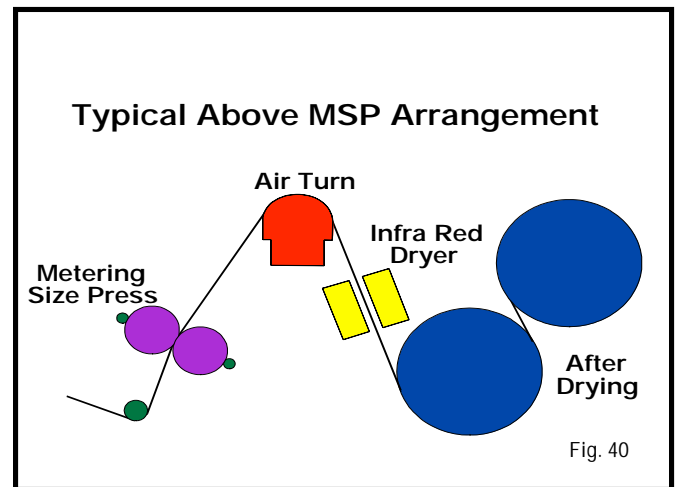 Typical Above MSP Arrangement
Air Turn
Infra Red
Dryer
Metering
Size Press
After
Drying
Fig. 40